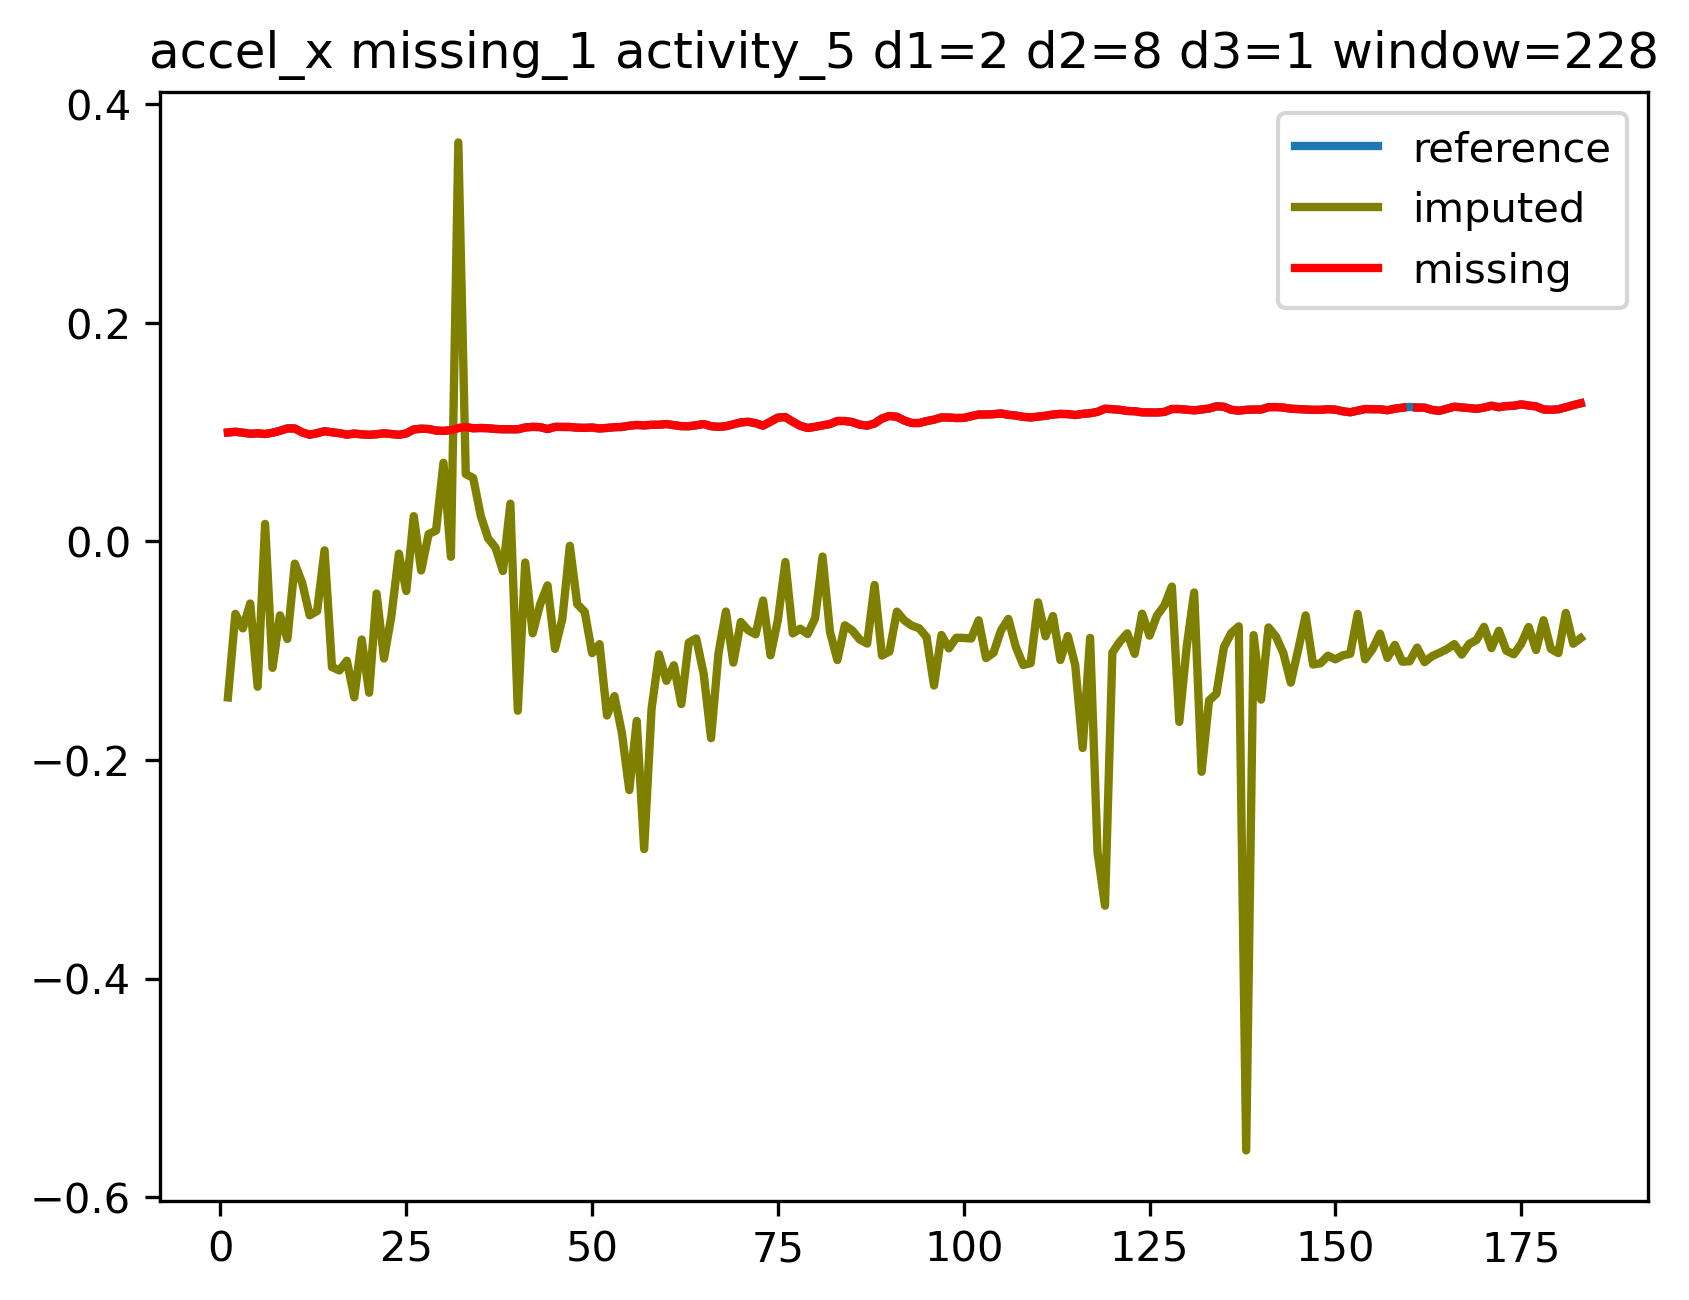 accel_x missing_1 activity_5 d1=2 d2=8 d3=1 window=228
reference
imputed
missing
0.4
0.2
0.0
−0.2
−0.4
−0.6
0 25 50 75 100 125 150 175